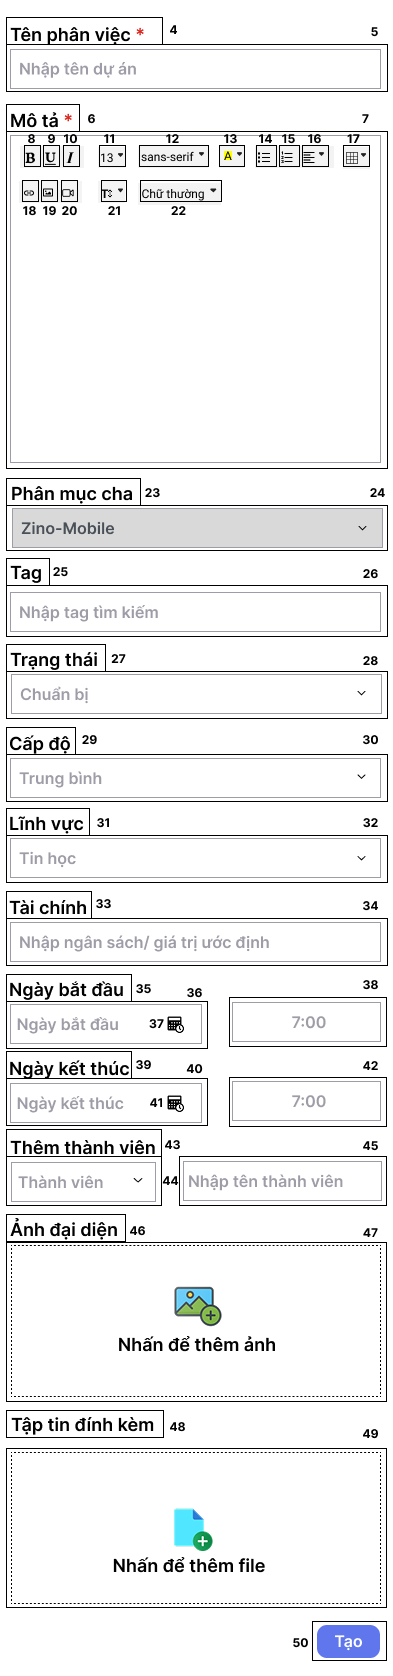 Tên phân việc * 4 5
Nhập tên dự án
Mô tả * 6 7
8 9 10 11 12 13 14 15 16 17
B U I 13 sans-serif A
T Chữ thường
18 19 20 21 22
Phân mục cha 23 24
Zino-Mobile
Tag 25 26
Nhập tag tìm kiếm
Trạng thái 27 28
Chuẩn bị
Cấp độ 29 30
Trung bình
Lĩnh vực 31 32
Tin học
Tài chính 33 34
Nhập ngân sách/ giá trị ước định
Ngày bắt đầu 35 36 38
Ngày bắt đầu 37 7:00
Ngày kết thúc 39 40 42
Ngày kết thúc 41 7:00
Thêm thành viên 43 45
Thành viên 44 Nhập tên thành viên
Ảnh đại diện 46 47
Nhấn để thêm ảnh
Tập tin đính kèm 48 49
Nhấn để thêm file
50 Tạo